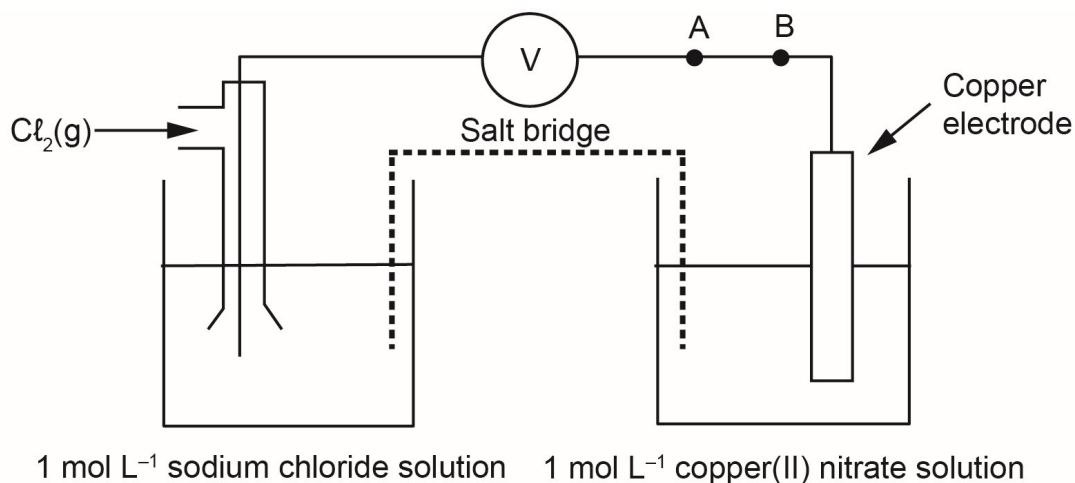 A B
V
Copper
electrode
Cℓ₂(g)
Salt bridge
1 mol L⁻¹ sodium chloride solution
1 mol L⁻¹ copper(II) nitrate solution